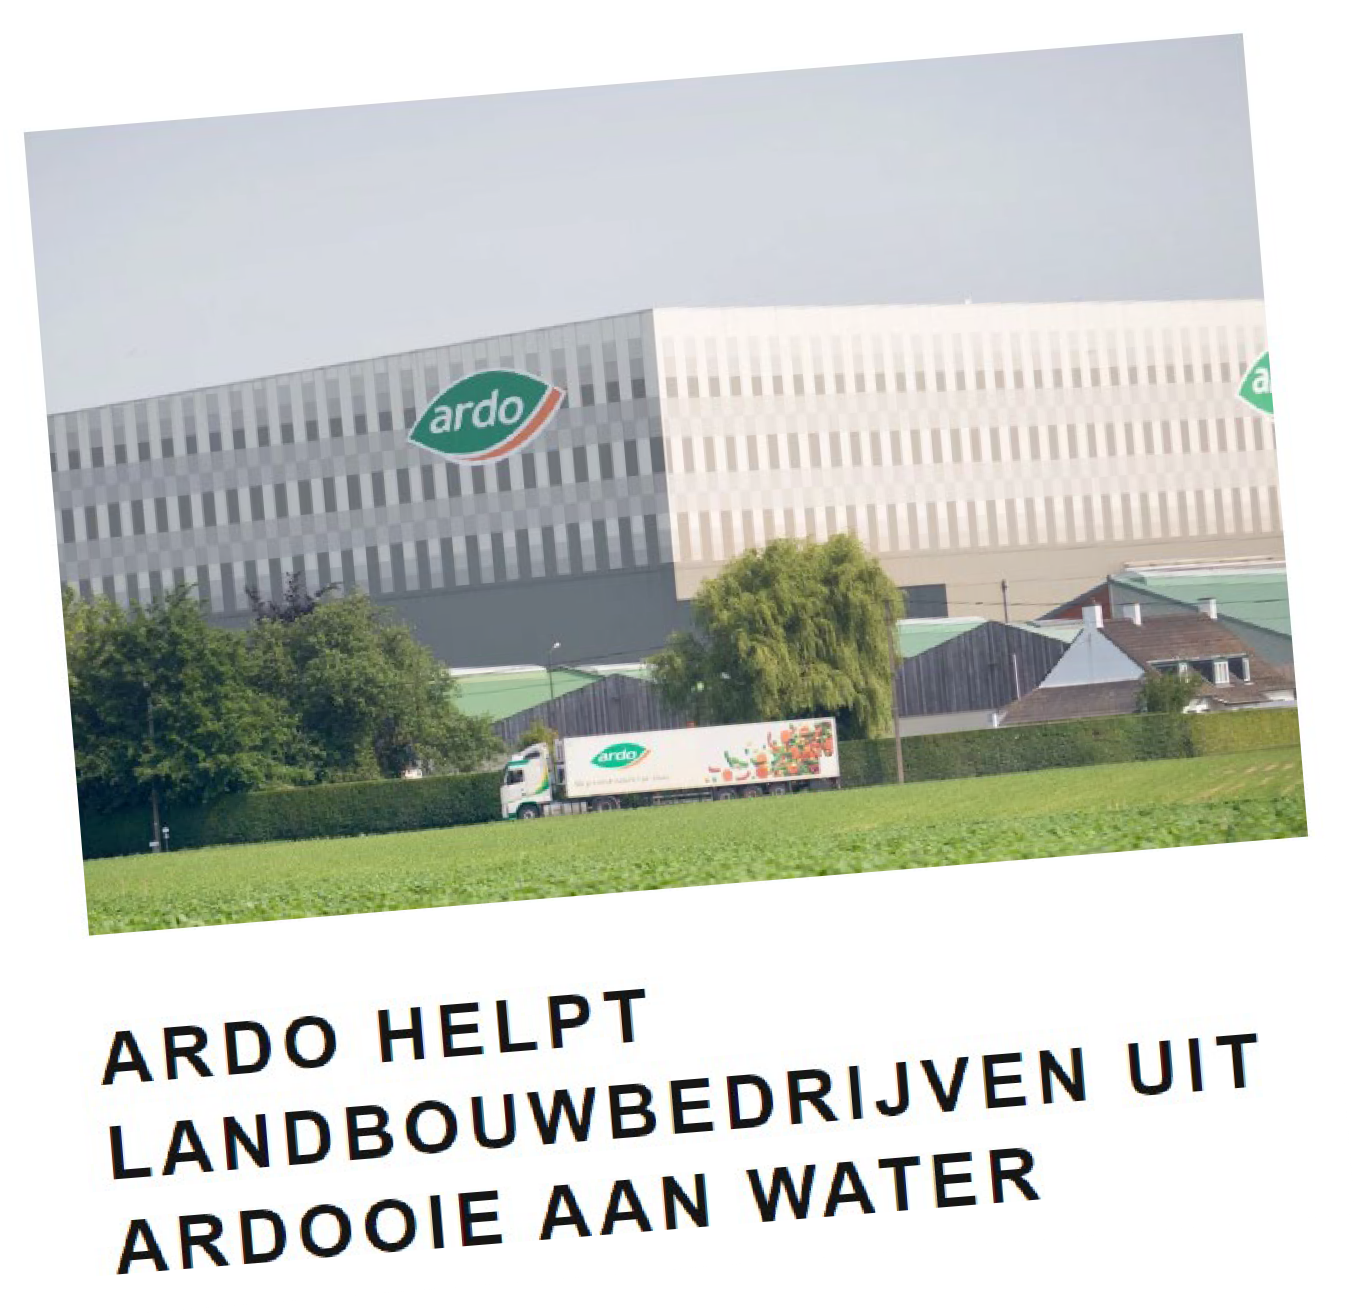 ardo
a
ardo
ARDO HELPT
LANDBOUWBEDRIJVEN UIT
ARDOOIE AAN WATER